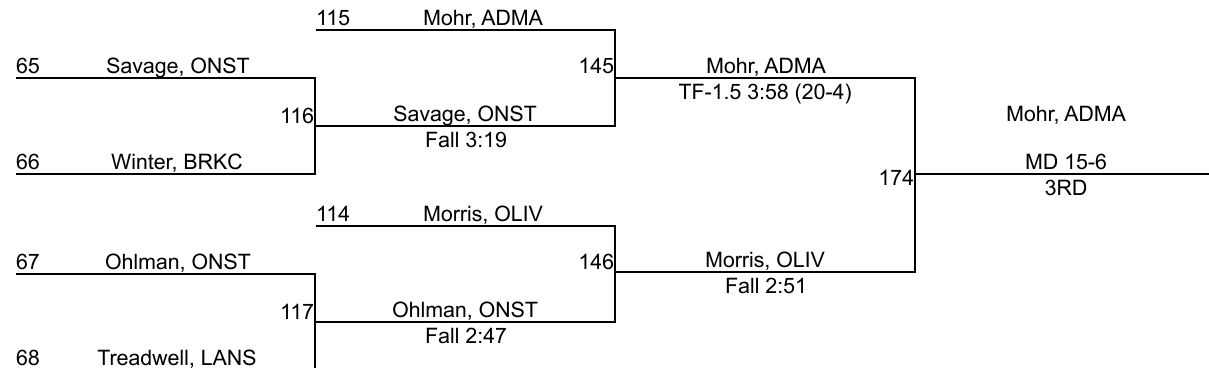 115 Mohr, ADMA
65 Savage, ONST
145 Mohr, ADMA
TF-1.5 3:58 (20-4)
116 Savage, ONST
Fall 3:19
Mohr, ADMA
66 Winter, BRKC
MD 15-6
174
3RD
114 Morris, OLIV
67 Ohlman, ONST
146 Morris, OLIV
Fall 2:51
117 Ohlman, ONST
Fall 2:47
68 Treadwell, LANS